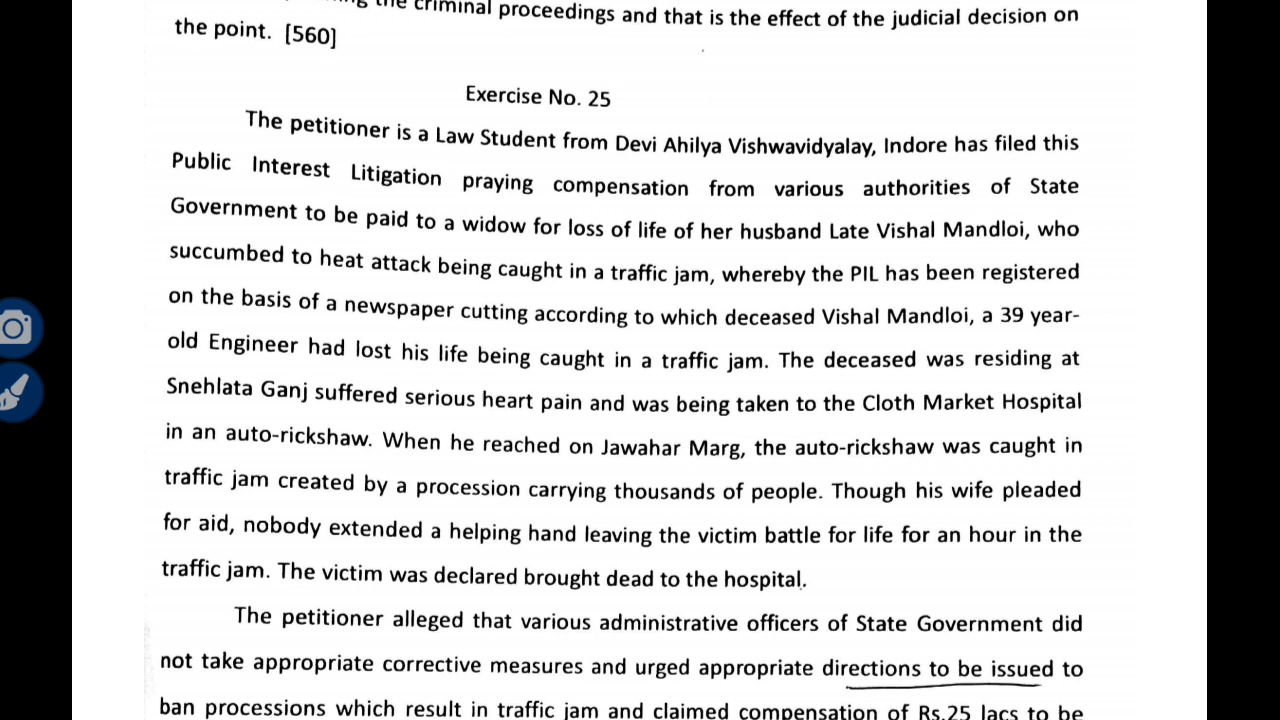 the criminal proceedings and that is the effect of the judicial decision on
the point. [560]
Exercise No. 25
The petitioner is a Law Student from Devi Ahilya Vishwavidyalay, Indore has filed this
Public Interest Litigation praying compensation from various authorities of State
Government to be paid to a widow for loss of life of her husband Late Vishal Mandloi, who
succumbed to heat attack being caught in a traffic jam, whereby the PIL has been registered
on the basis of a newspaper cutting according to which deceased Vishal Mandloi, a 39 year-
old Engineer had lost his life being caught in a traffic jam. The deceased was residing at
Snehlata Ganj suffered serious heart pain and was being taken to the Cloth Market Hospital
in an auto-rickshaw. When he reached on Jawahar Marg, the auto-rickshaw was caught in
traffic jam created by a procession carrying thousands of people. Though his wife pleaded
for aid, nobody extended a helping hand leaving the victim battle for life for an hour in the
traffic jam. The victim was declared brought dead to the hospital.
The petitioner alleged that various administrative officers of State Government did
not take appropriate corrective measures and urged appropriate directions to be issued to
ban processions which result in traffic jam and claimed compensation of Rs.25 lacs to be